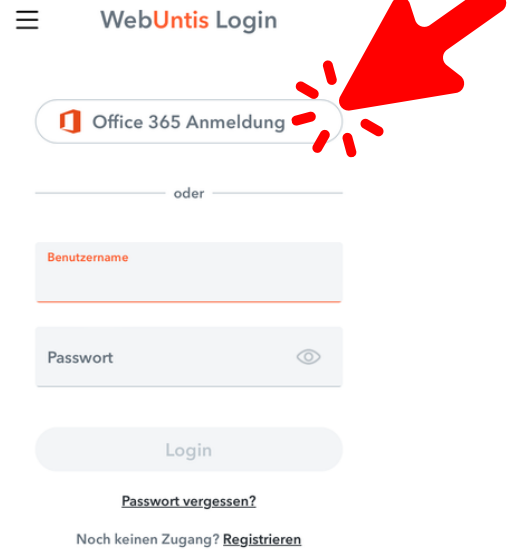 WebUntis Login
Office 365 Anmeldung
oder
Benutzername
Passwort
Login
Passwort vergessen?
Noch keinen Zugang? Registrieren